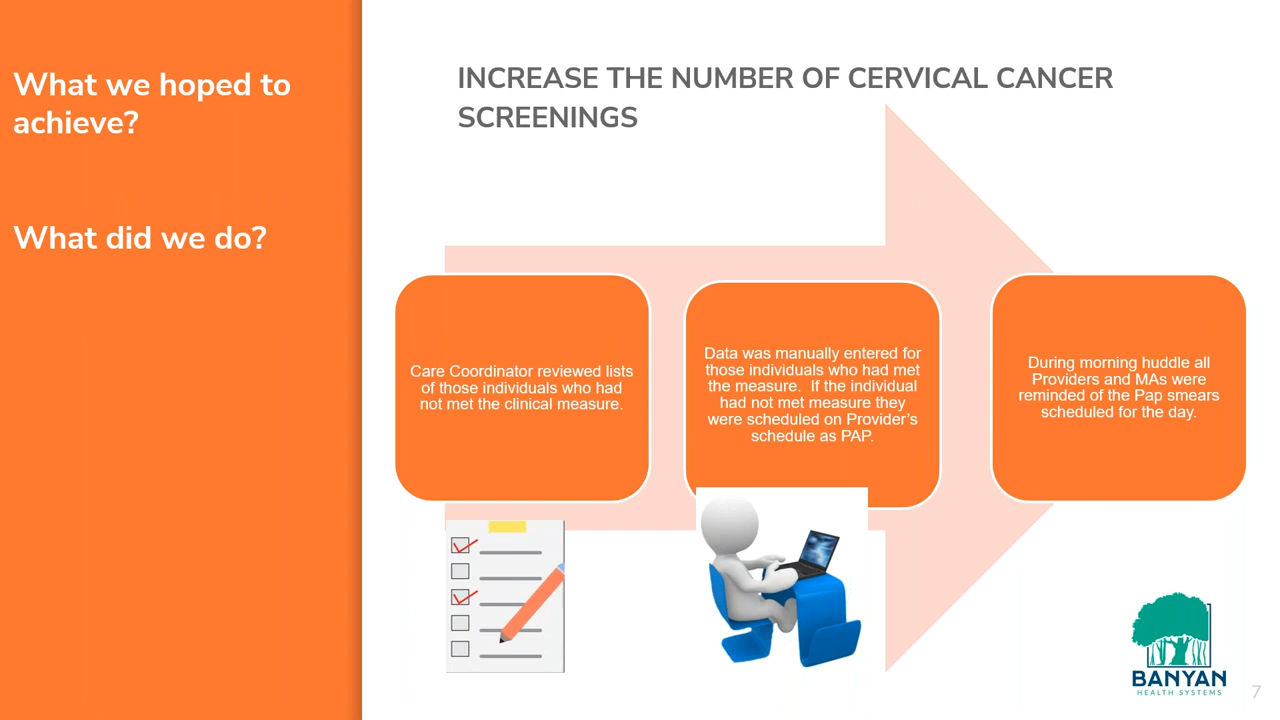 What we hoped to
achieve?
What did we do?
INCREASE THE NUMBER OF CERVICAL CANCER
SCREENINGS
Care Coordinator reviewed lists
of those individuals who had
not met the clinical measure.
Data was manually entered for
those individuals who had met
the measure.  If the individual
had not met measure they
were scheduled on Provider's
schedule as PAP.
During morning huddle all
Providers and MAs were
reminded of the Pap smears
scheduled for the day.
BANYAN
HEALTH SYSTEMS
7